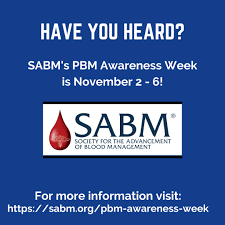 HAVE YOU HEARD?
SABM's PBM Awareness Week
is November 2 - 6!
SABM®
SOCIETY FOR THE ADVANCEMENT
OF BLOOD MANAGEMENT
For more information visit:
https://sabm.org/pbm-awareness-week